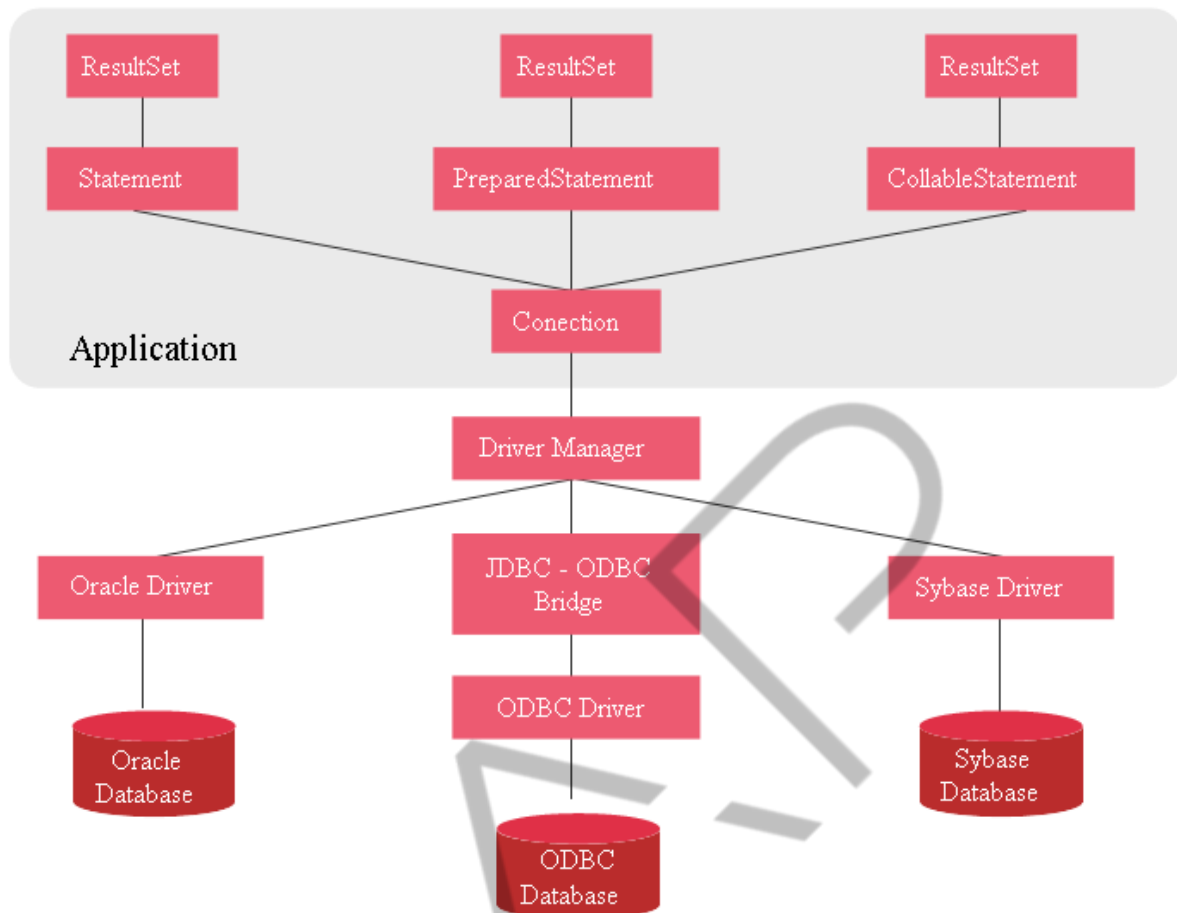 ResultSet
ResultSet
ResultSet
Statement
PreparedStatement
CollableStatement
Conection
Application
Driver Manager
Oracle Driver
JDBC - ODBC
Bridge
Sybase Driver
ODBC Driver
Oracle
Database
Sybase
Database
ODBC
Database